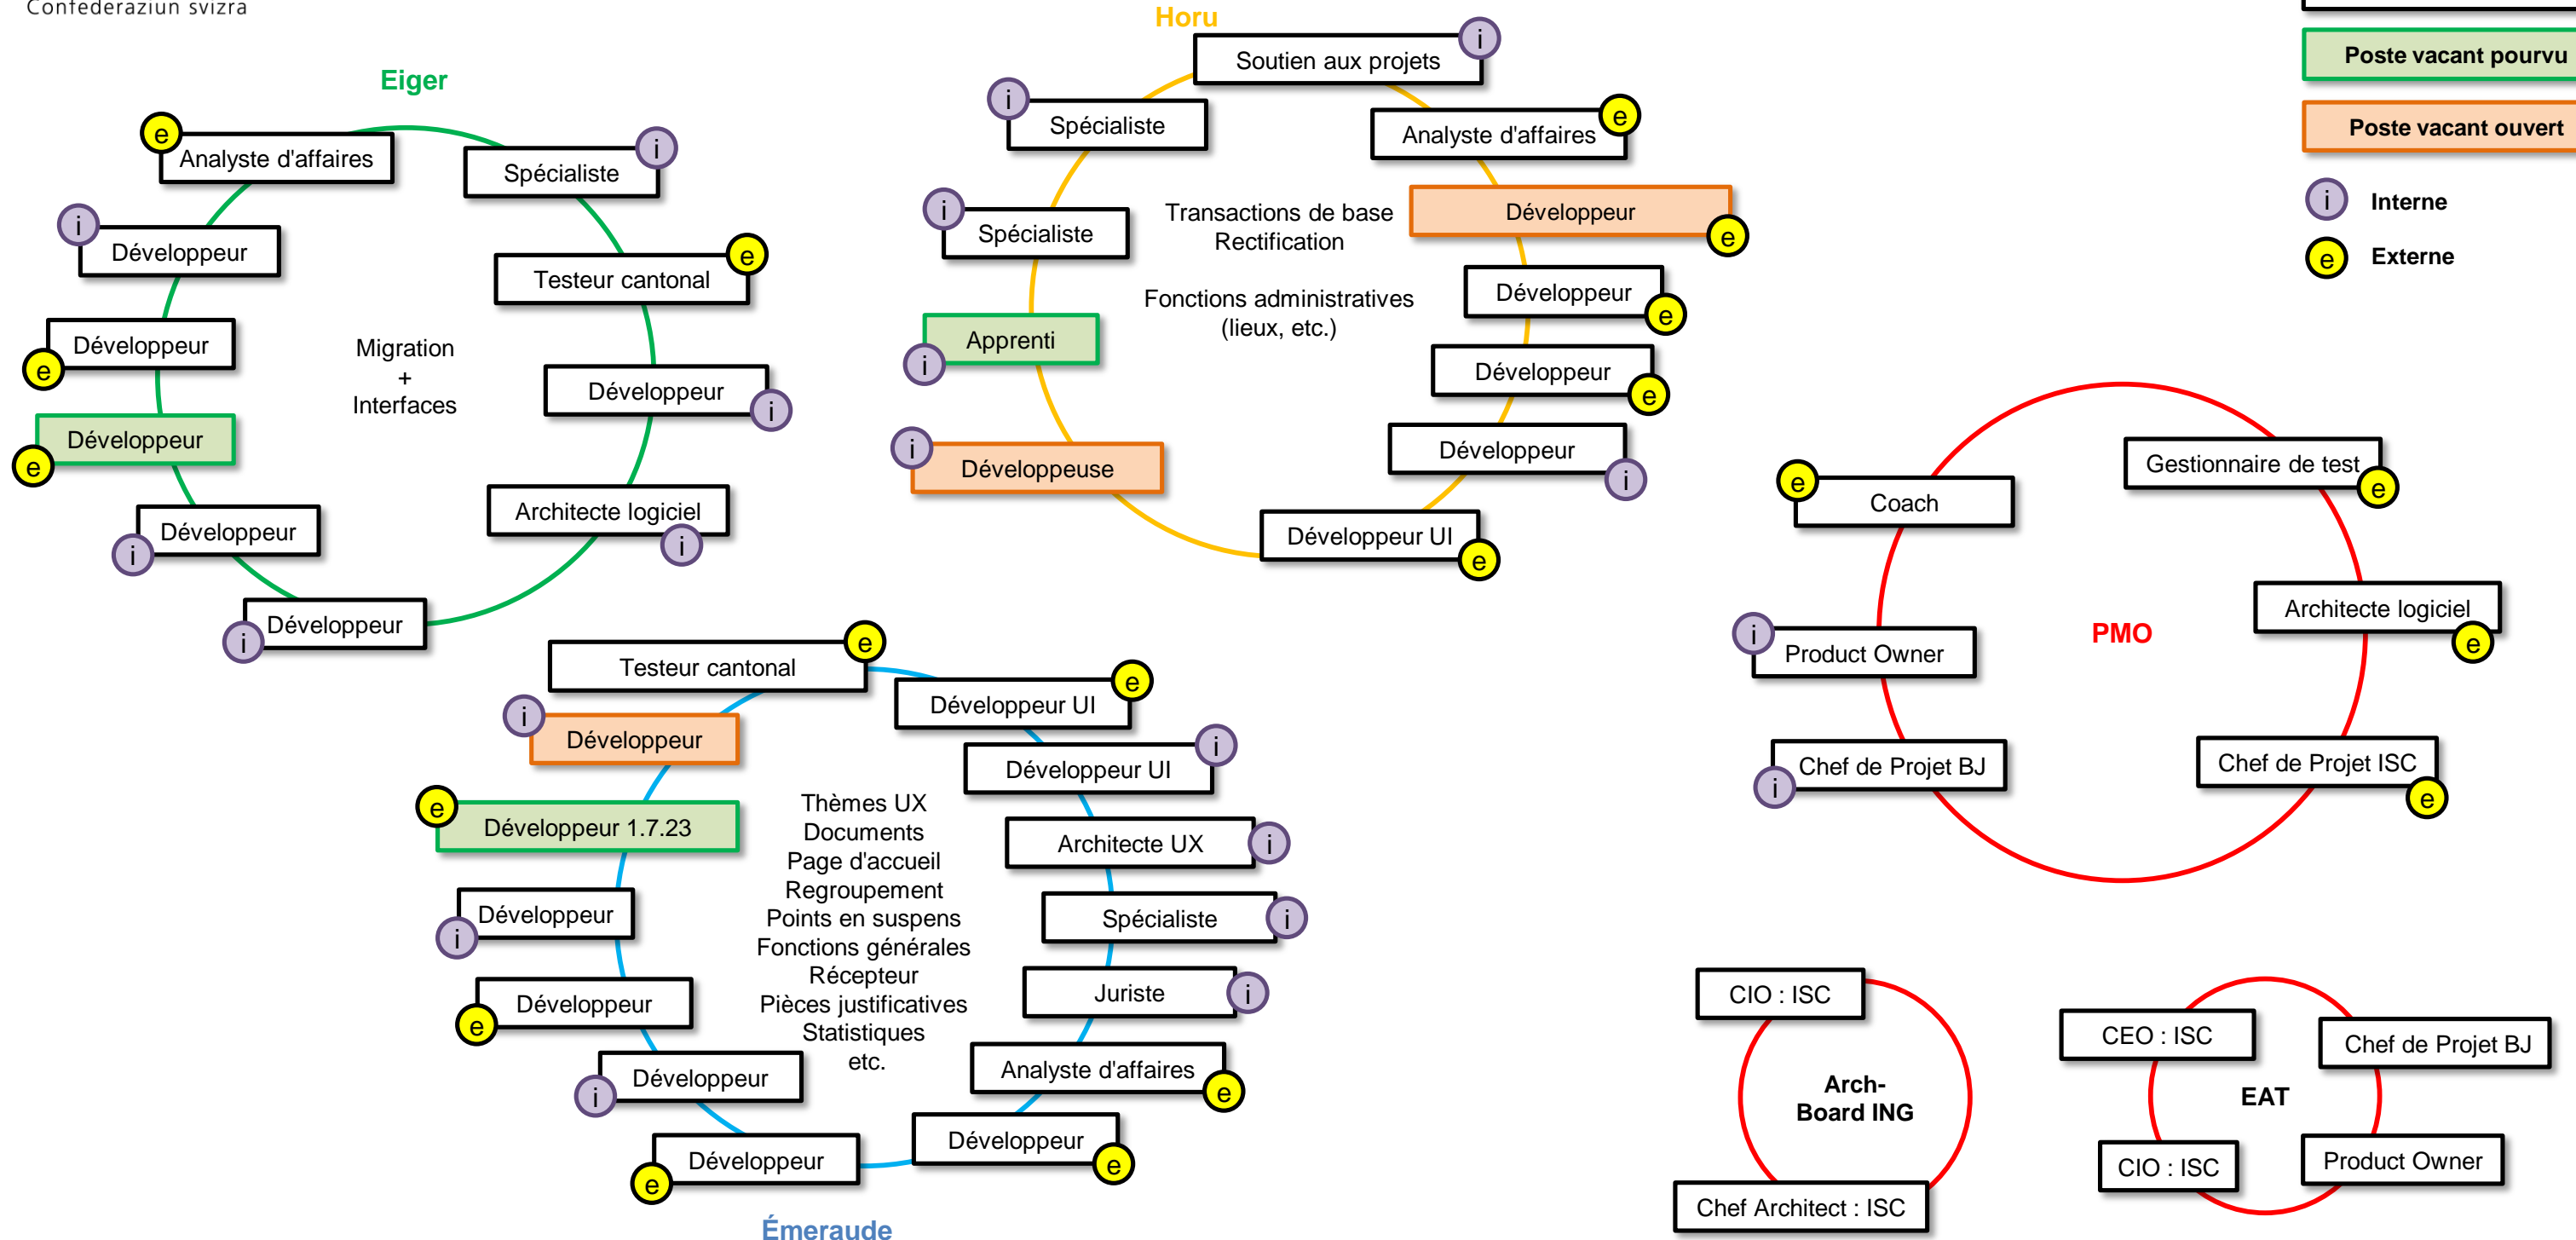 Confederaziun svizra
Eiger
e
Analyste d'affaires
i
Spécialiste
i
Développeur
e
Testeur cantonal
Développeur
e
Migration
+
Interfaces
Développeur
i
Développeur
e
Développeur
i
Architecte logiciel
i
Développeur
i
Horu
Soutien aux projets
i
i
Spécialiste
Analyste d'affaires
e
i
Spécialiste
Transactions de base
Rectification
Fonctions administratives
(lieux, etc.)
Développeur
e
Développeur
e
Apprenti
i
Développeur
e
i
Développeuse
Développeur
i
Développeur UI
e
Poste vacant pourvu
Poste vacant ouvert
i
Interne
e
Externe
e
Coach
Gestionnaire de test
e
i
Product Owner
PMO
Architecte logiciel
e
Chef de Projet BJ
i
Chef de Projet ISC
e
Testeur cantonal
e
Développeur UI
e
i
Développeur
Développeur UI
i
e
Développeur 1.7.23
Architecte UX
i
Thèmes UX
Documents
Page d'accueil
Regroupement
Points en suspens
Fonctions générales
Récepteur
Pièces justificatives
Statistiques
etc.
Développeur
i
Spécialiste
i
Développeur
e
Juriste
i
Développeur
i
Analyste d'affaires
e
Développeur
e
Développeur
e
Émeraude
CIO : ISC
Arch-
Board ING
Chef Architect : ISC
CEO : ISC
Chef de Projet BJ
EAT
CIO : ISC
Product Owner